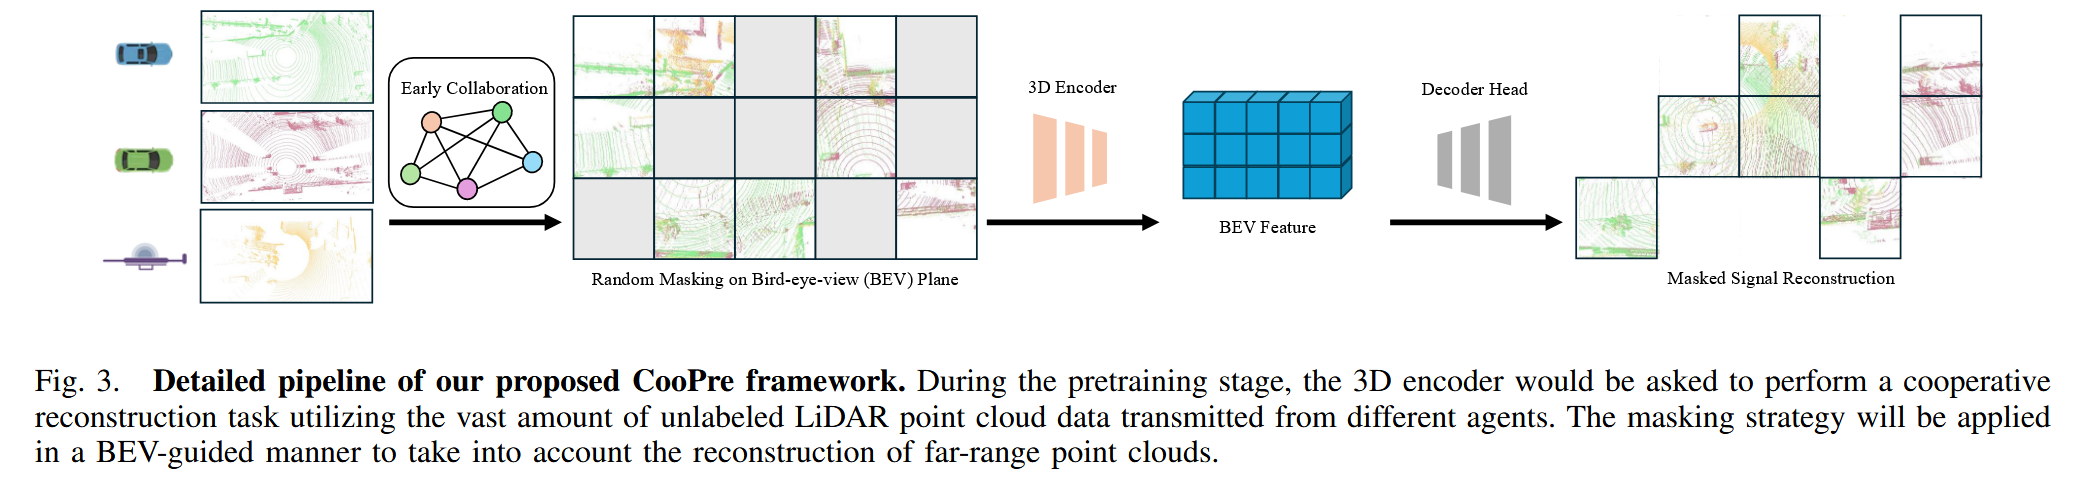 Early Collaboration
3D Encoder
Decoder Head
BEV Feature
Random Masking on Bird-eye-view (BEV) Plane
Masked Signal Reconstruction
Fig. 3. Detailed pipeline of our proposed CooPre framework. During the pretraining stage, the 3D encoder would be asked to perform a cooperative
reconstruction task utilizing the vast amount of unlabeled LiDAR point cloud data transmitted from different agents. The masking strategy will be applied
in a BEV-guided manner to take into account the reconstruction of far-range point clouds.